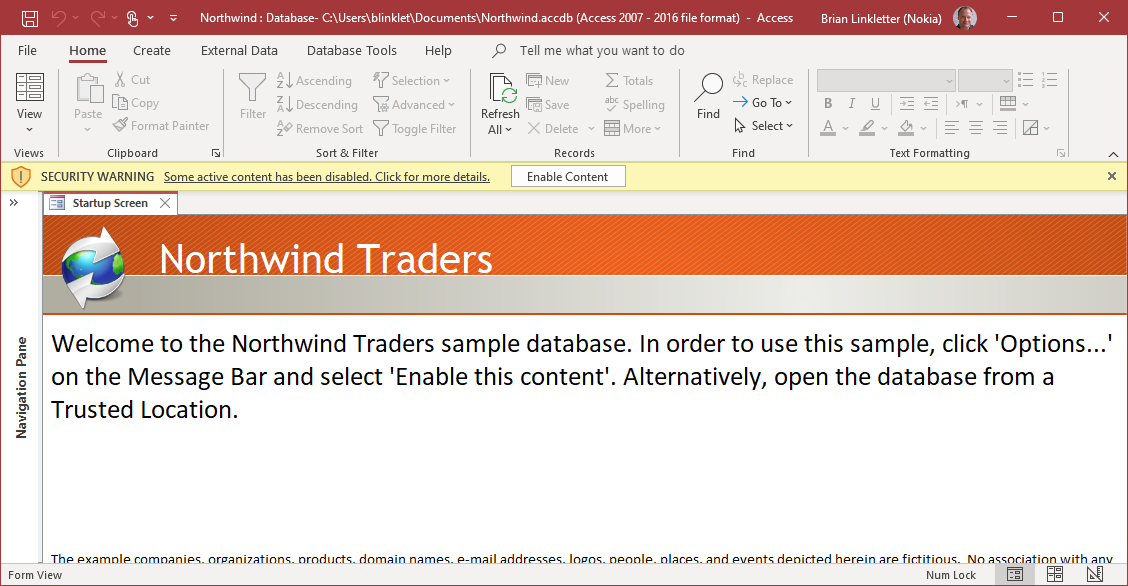 Northwind : Database- C:\Users\blinklet\Documents\Northwind.accdb (Access 2007 - 2016 file format) - Access
Brian Linkletter (Nokia)
File Home Create External Data Database Tools Help Tell me what you want to do
View
Views
Paste
Cut
Copy
Format Painter
Clipboard
Filter
Ascending
Descending
Remove Sort
Selection
Advanced
Toggle Filter
Sort & Filter
Refresh
All
New
Save
Delete
Totals
Spelling
More
Records
Find
Replace
Go To
Select
Find
B I U
A
Text Formatting
SECURITY WARNING Some active content has been disabled. Click for more details. Enable Content
Startup Screen
Navigation Pane
Northwind Traders
Welcome to the Northwind Traders sample database. In order to use this sample, click 'Options...'
on the Message Bar and select 'Enable this content'. Alternatively, open the database from a
Trusted Location.
The example companies, organizations, products, domain names, e-mail addresses, logos, people, places, and events depicted herein are fictitious. No association with any
Form View
Num Lock